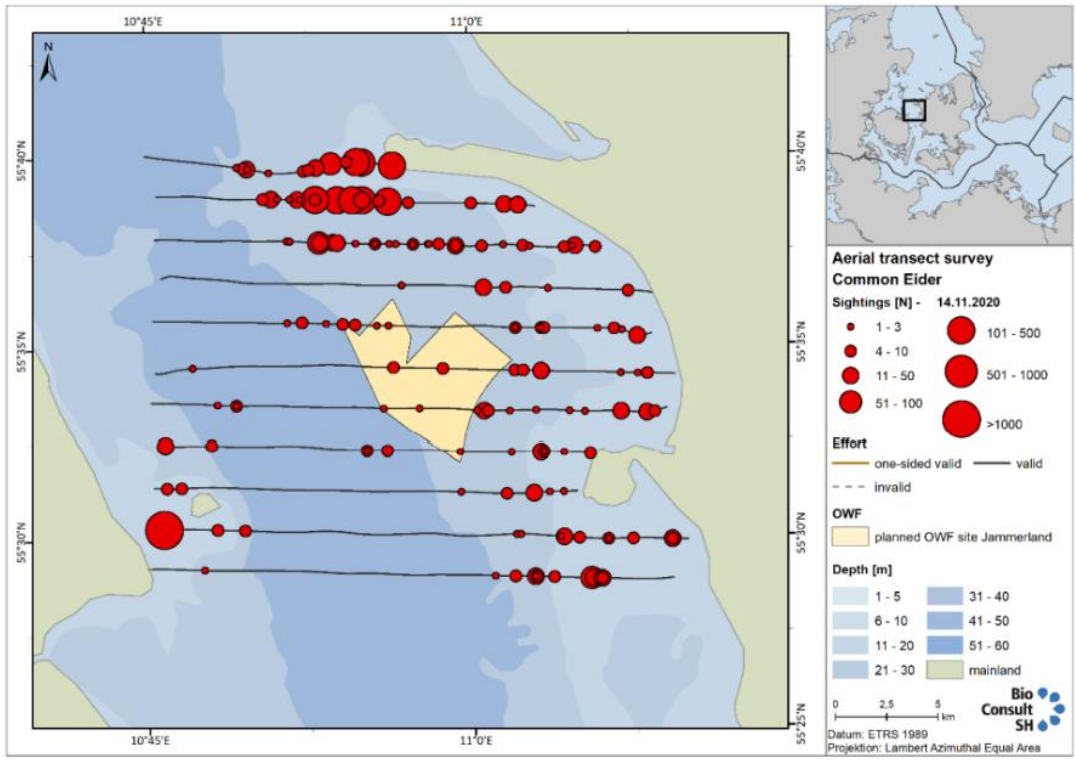 10°45'E
11°0'E
N
55°40'N
55°40'N
55°35'N
55°35'N
55°30'N
55°30'N
55°25'N
10°45'E
11°0'E
Aerial transect survey
Common Eider
Sightings [N] - 14.11.2020
1 - 3
101 - 500
4 - 10
11 - 50
501 - 1000
51 - 100
>1000
Effort
one-sided valid
valid
invalid
OWF
planned OWF site Jammerland
Depth [m]
1 - 5
31 - 40
6 - 10
41 - 50
11 - 20
51 - 60
21 - 30
mainland
0 2,5 5
km
Bio
Consult
SH
Datum: ETRS 1989
Projektion: Lambert Azimuthal Equal Area